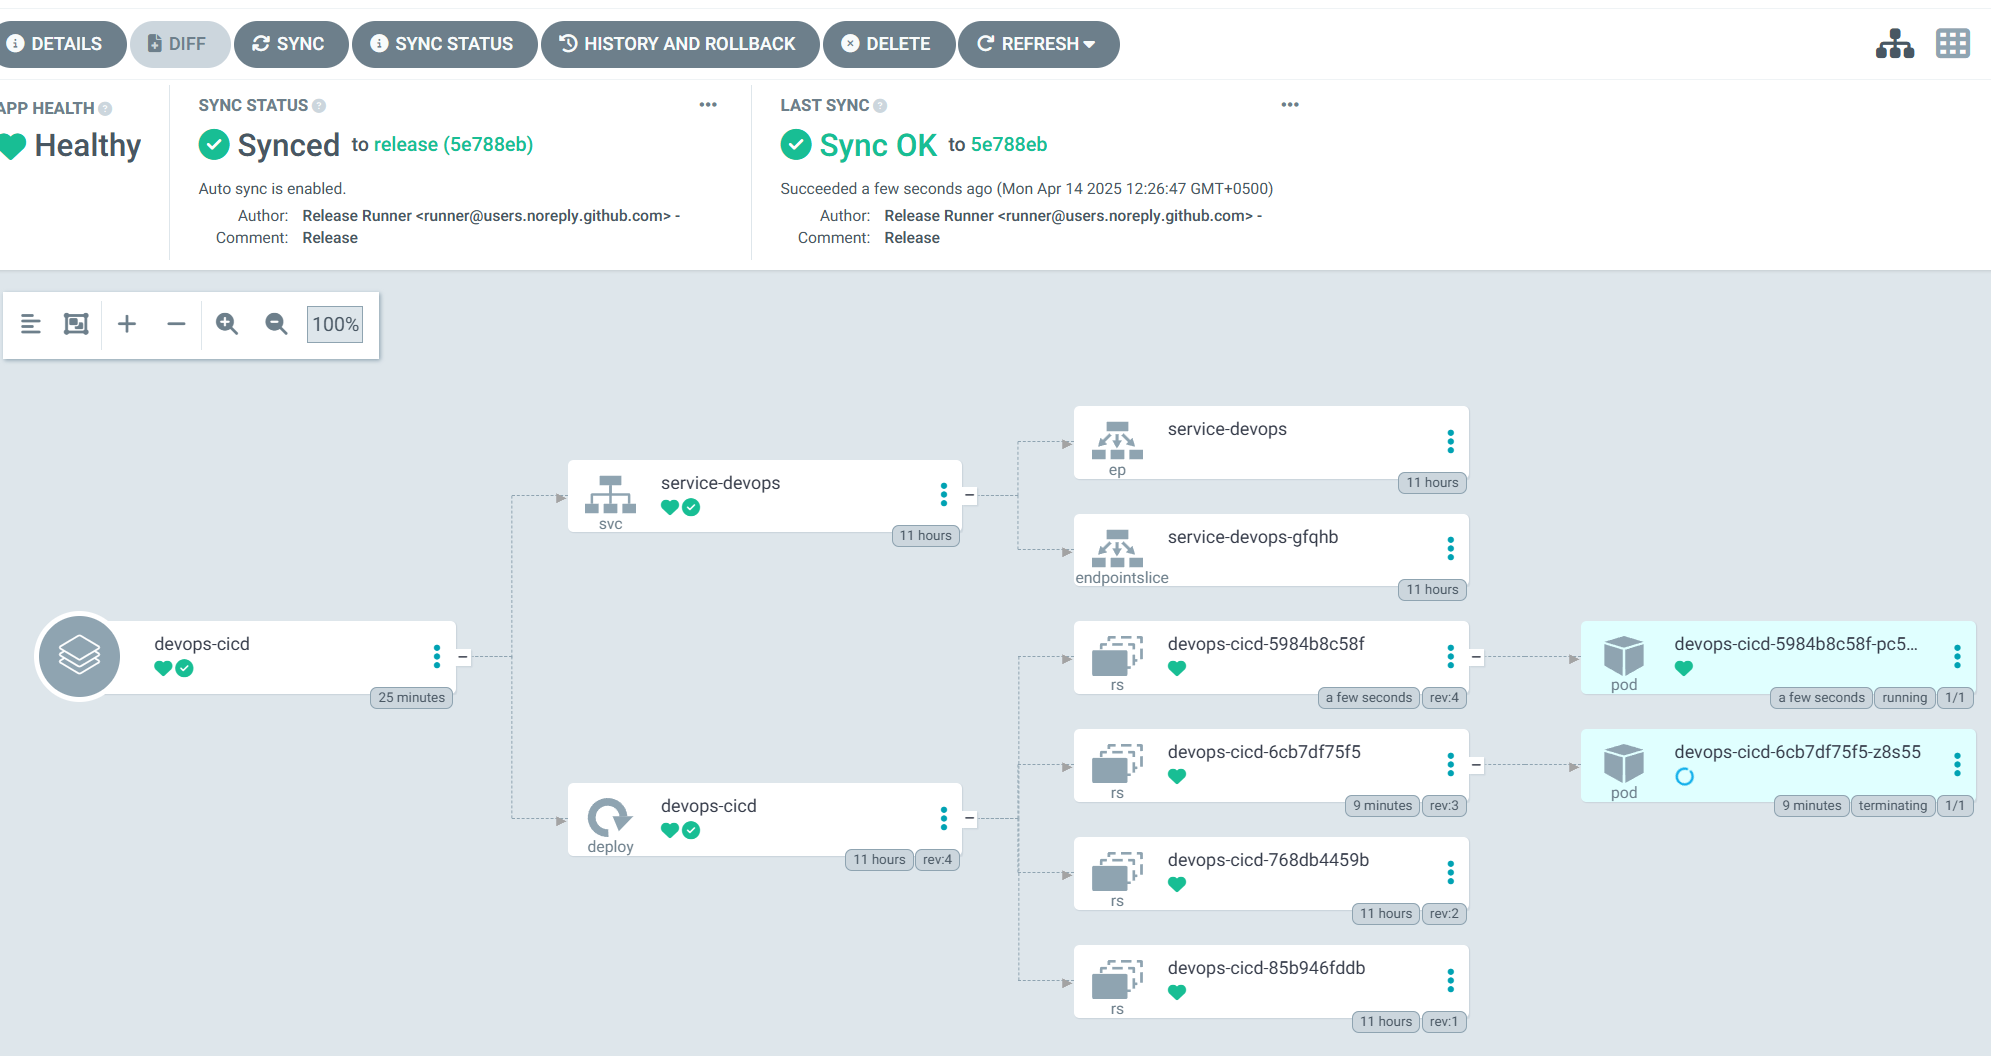 DETAILS
DIFF
SYNC
SYNC STATUS
HISTORY AND ROLLBACK
DELETE
REFRESH
APP HEALTH
Healthy
SYNC STATUS
Synced to release (5e788eb)
Auto sync is enabled.
Author: Release Runner <runner@users.noreply.github.com> -
Comment: Release
LAST SYNC
Sync OK to 5e788eb
Succeeded a few seconds ago (Mon Apr 14 2025 12:26:47 GMT+0500)
Author: Release Runner <runner@users.noreply.github.com> -
Comment: Release
100%
devops-cicd
25 minutes
service-devops
svc
11 hours
devops-cicd
deploy
11 hours rev:4
service-devops
ep
11 hours
service-devops-gfqhb
endpointslice
11 hours
devops-cicd-5984b8c58f
rs
a few seconds rev:4
devops-cicd-6cb7df75f5
rs
9 minutes rev:3
devops-cicd-768db4459b
rs
11 hours rev:2
devops-cicd-85b946fddb
rs
11 hours rev:1
devops-cicd-5984b8c58f-pc5...
pod
a few seconds running 1/1
devops-cicd-6cb7df75f5-z8s55
pod
9 minutes terminating 1/1